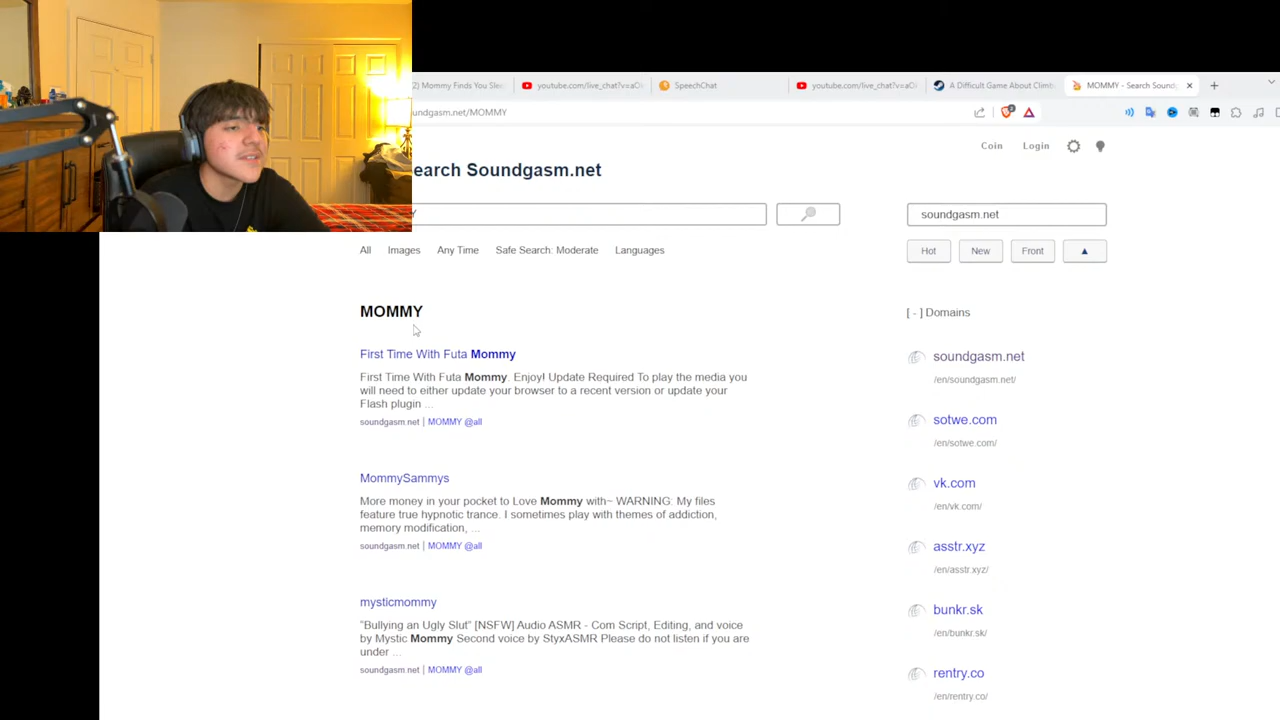 2) Mommy Finds You Slee
youtube.com/live_chat?v=aO
SpeechChat
youtube.com/live_chat?v=aO
A Difficult Game About Climb
MOMMY - Search Sound
undgasm.net/MOMMY
Coin
Login
earch Soundgasm.net
Y
soundgasm.net
All
Images
Any Time
Safe Search: Moderate
Languages
Hot
New
Front
MOMMY
[ - ] Domains
First Time With Futa Mommy
First Time With Futa Mommy. Enjoy! Update Required To play the media you
will need to either update your browser to a recent version or update your
Flash plugin ...
soundgasm.net | MOMMY @all
MommySammys
More money in your pocket to Love Mommy with~ WARNING: My files
feature true hypnotic trance. I sometimes play with themes of addiction,
memory modification, ...
soundgasm.net | MOMMY @all
mysticmommy
"Bullying an Ugly Slut" [NSFW] Audio ASMR - Com Script, Editing, and voice
by Mystic Mommy Second voice by StyxASMR Please do not listen if you are
under ...
soundgasm.net | MOMMY @all
soundgasm.net
/en/soundgasm.net/
sotwe.com
/en/sotwe.com/
vk.com
/en/vk.com/
asstr.xyz
/en/asstr.xyz/
bunkr.sk
/en/bunkr.sk/
rentry.co
/en/rentry.co/